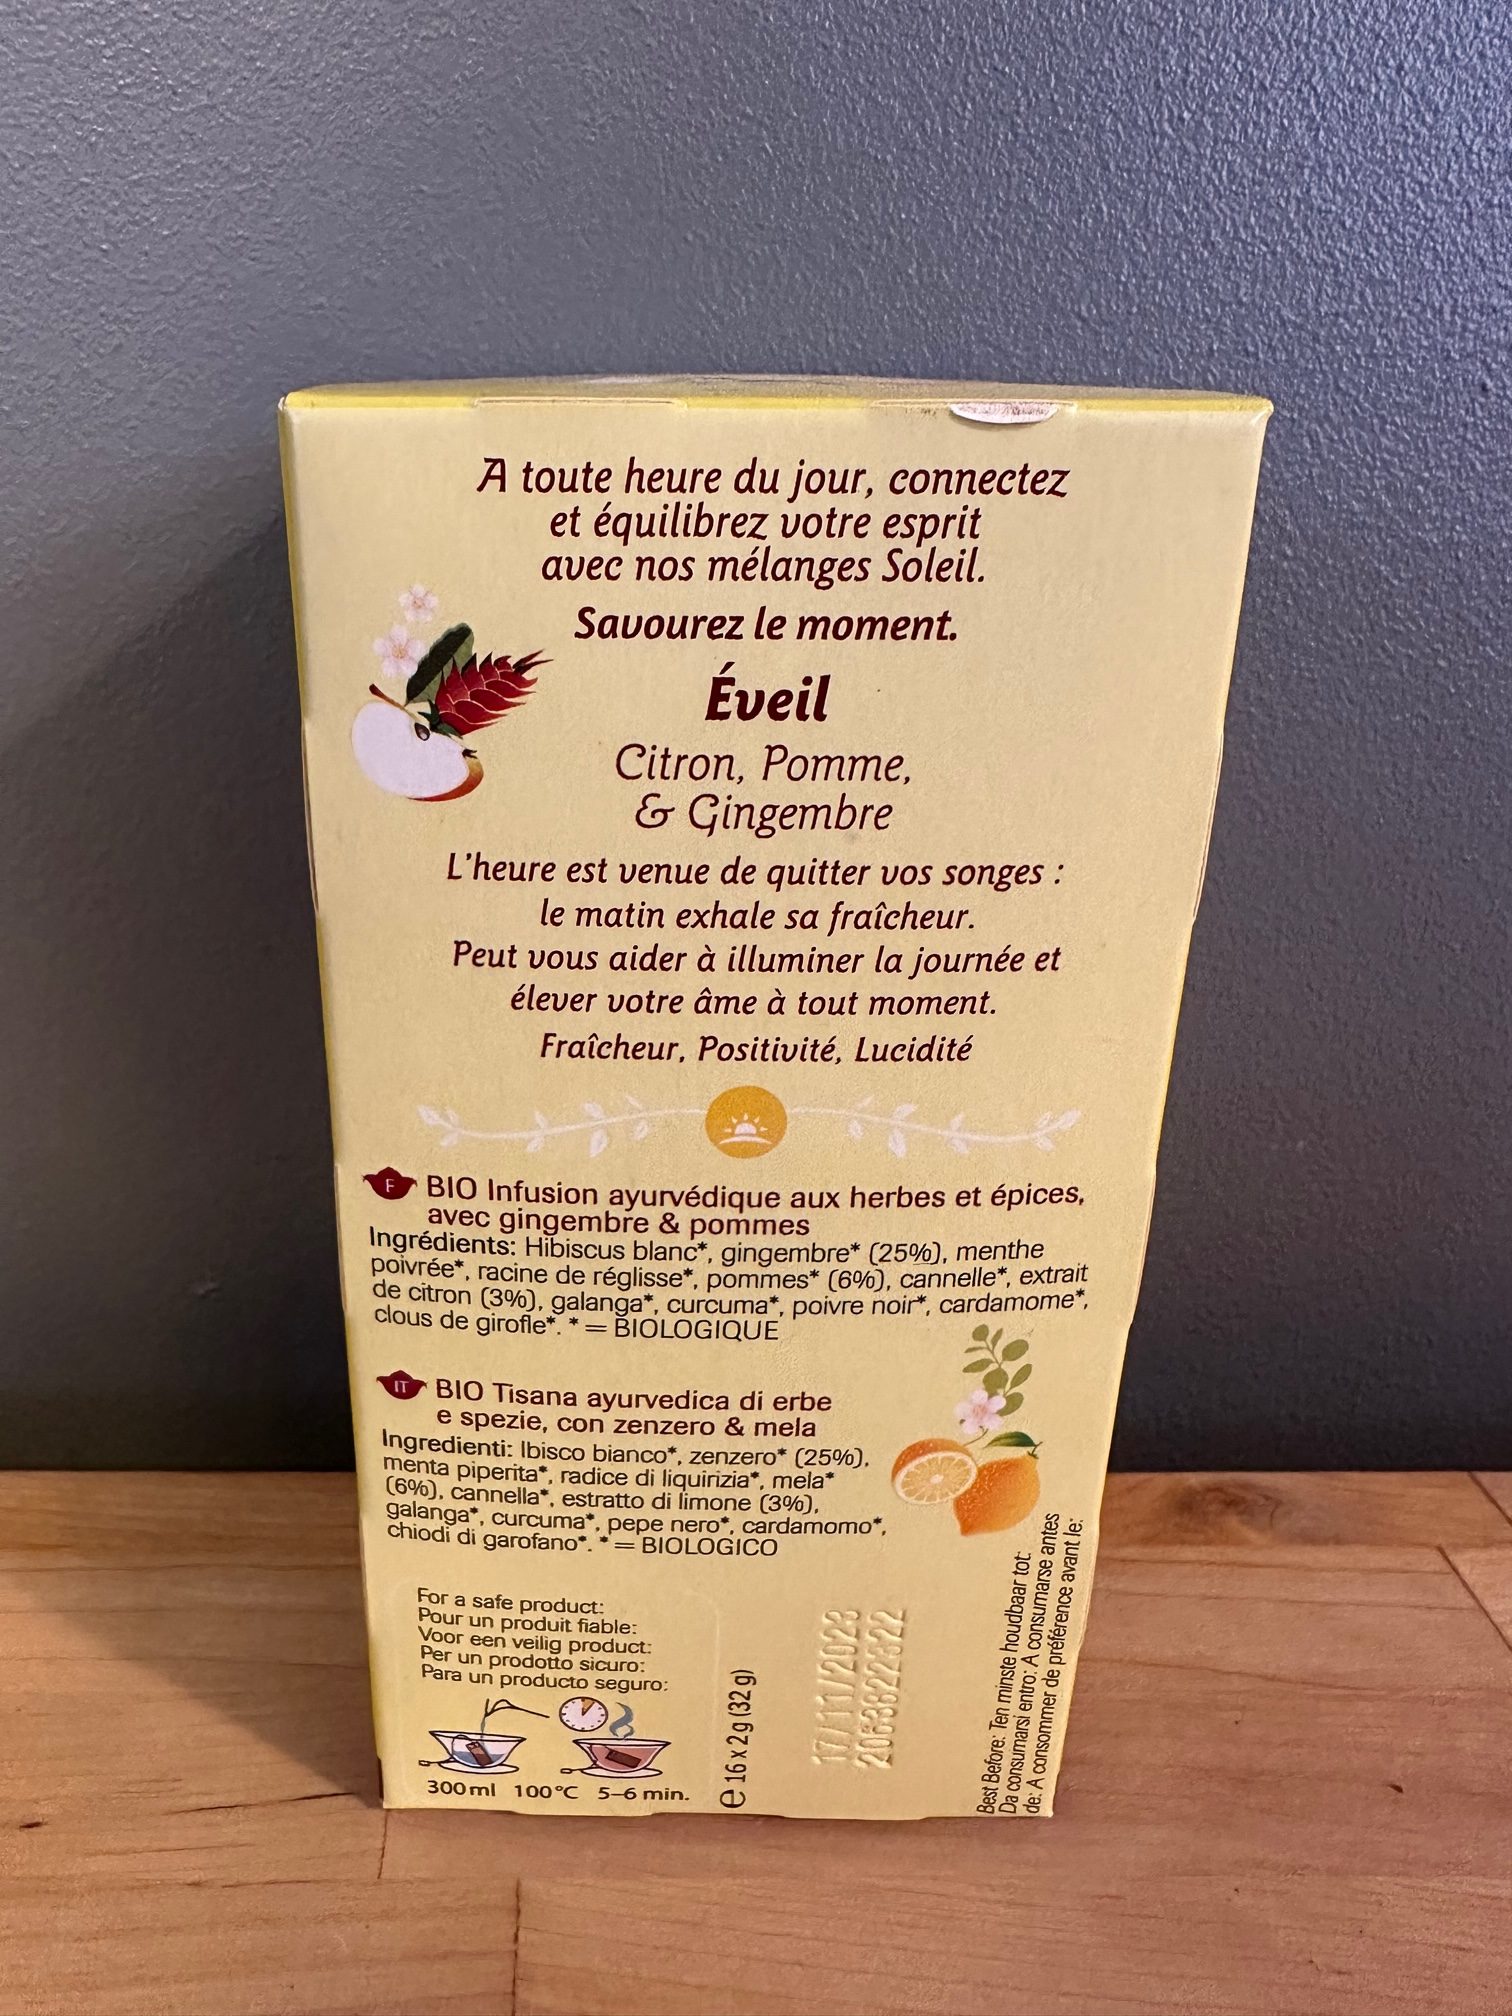 A toute heure du jour, connectez
et équilibrez votre esprit
avec nos mélanges Soleil.
Savourez le moment.
Éveil
Citron, Pomme,
& Gingembre
L'heure est venue de quitter vos songes :
le matin exhale sa fraîcheur.
Peut vous aider à illuminer la journée et
élever votre âme à tout moment.
Fraîcheur, Positivité, Lucidité
F BIO Infusion ayurvédique aux herbes et épices,
avec gingembre & pommes
Ingrédients: Hibiscus blanc*, gingembre* (25%), menthe
poivrée*, racine de réglisse*, pommes* (6%), cannelle*, extrait
de citron (3%), galanga*, curcuma*, poivre noir*, cardamome*,
clous de girofle*. *= BIOLOGIQUE
IT BIO Tisana ayurvedica di erbe
e spezie, con zenzero & mela
Ingredienti: Ibisco bianco*, zenzero* (25%),
menta piperita*, radice di liquirizia*, mela*
(6%), cannella*, estratto di limone (3%),
galanga*, curcuma*, pepe nero*, cardamomo*,
chiodi di garofano*. *= BIOLOGICO
For a safe product:
Pour un produit fiable:
Voor een veilig product:
Per un prodotto sicuro:
Para un producto seguro:
300 ml 100°C 5–6 min.
e 16 x 2 g (32 g)
17/11/2023
2063822322
Best Before: Ten minste houdbaar tot:
Da consumarsi entro: A consumarse antes
de: A consommer de préférence avant le: